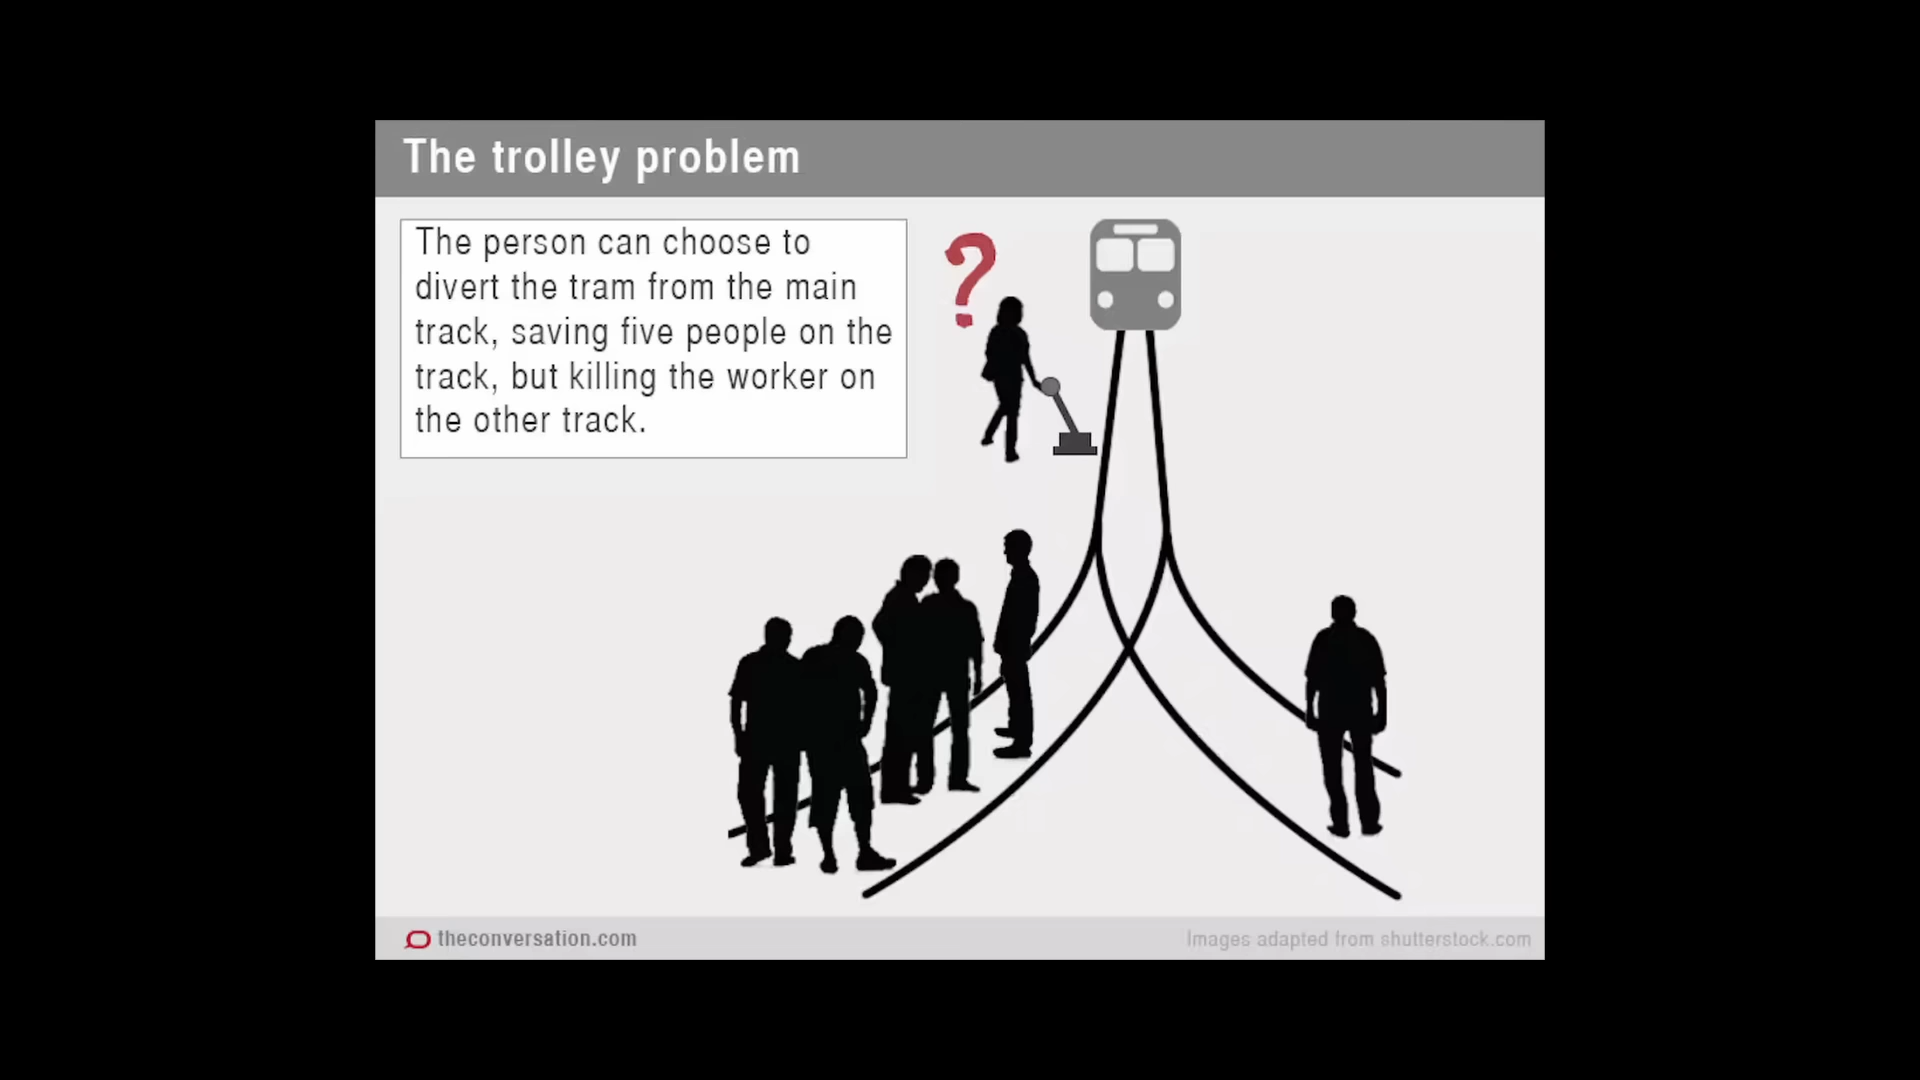 The trolley problem
The person can choose to
divert the tram from the main
track, saving five people on the
track, but killing the worker on
the other track.
?
theconversation.com
Images adapted from shutterstock.com